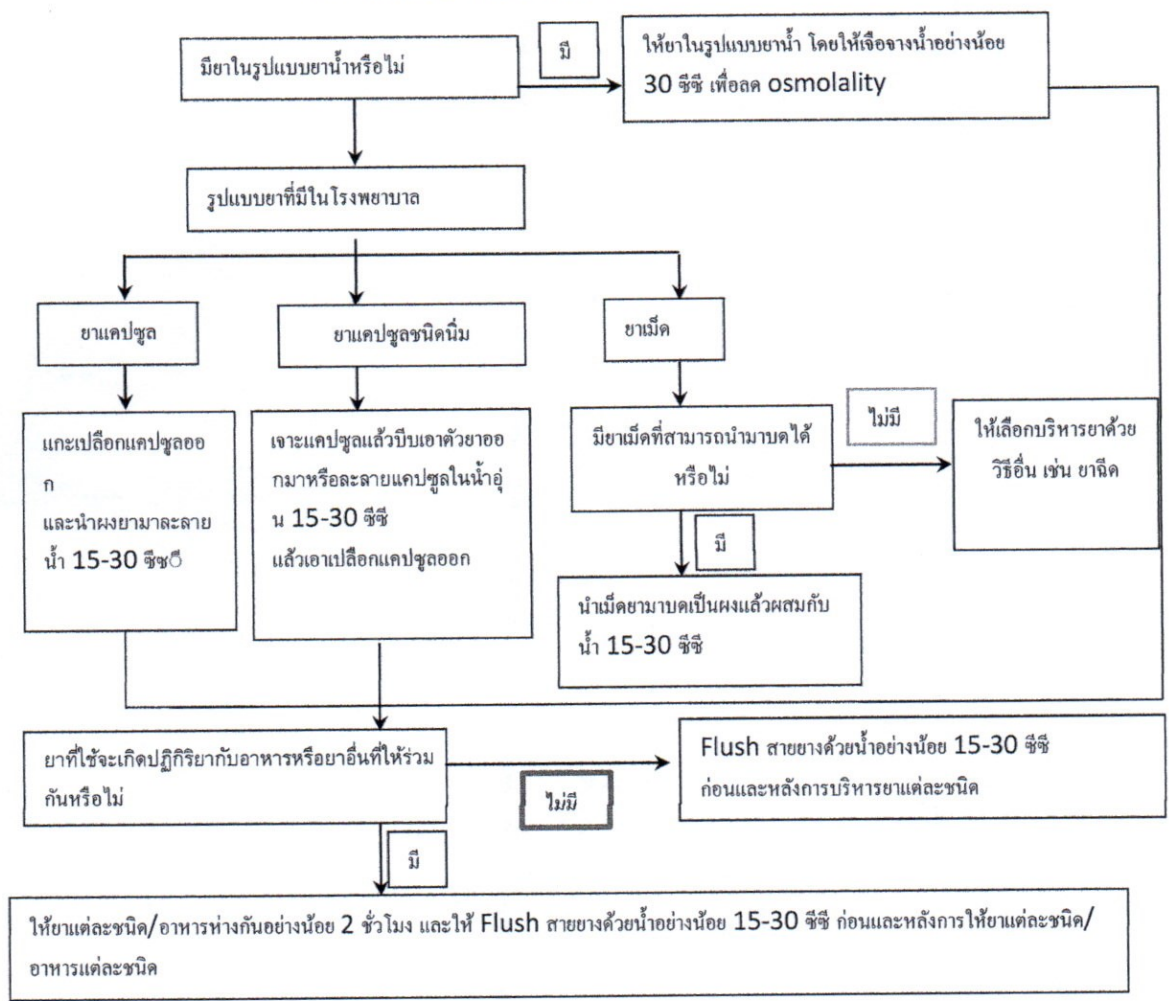 มียาในรูปแบบยาน้ำหรือไม่
มี
ให้ยาในรูปแบบยาน้ำ โดยให้เจือจางน้ำอย่างน้อย
30 ซีซี เพื่อลด osmolality
รูปแบบยาที่มีในโรงพยาบาล
ยาแคปซูล
ยาแคปซูลชนิดนิ่ม
ยาเม็ด
แกะเปลือกแคปซูลออ
ก
และนำผงยามาละลาย
น้ำ 15-30 ซีซี
เจาะแคปซูลแล้วบีบเอาตัวยาออ
กมาหรือละลายแคปซูลในน้ำอุ่
น 15-30 ซีซี
แล้วเอาเปลือกแคปซูลออก
มียาเม็ดที่สามารถนำมาบดได้
หรือไม่
ไม่มี
ให้เลือกบริหารยาด้วย
วิธีอื่น เช่น ยาฉีด
มี
นำเม็ดยามาบดเป็นผงแล้วผสมกับ
น้ำ 15-30 ซีซี
ยาที่ใช้จะเกิดปฏิกิริยากับอาหารหรือยาอื่นที่ให้ร่วม
กันหรือไม่
ไม่มี
Flush สายยางด้วยน้ำอย่างน้อย 15-30 ซีซี
ก่อนและหลังการบริหารยาแต่ละชนิด
มี
ให้ยาแต่ละชนิด/อาหารห่างกันอย่างน้อย 2 ชั่วโมง และให้ Flush สายยางด้วยน้ำอย่างน้อย 15-30 ซีซี ก่อนและหลังการให้ยาแต่ละชนิด/
อาหารแต่ละชนิด